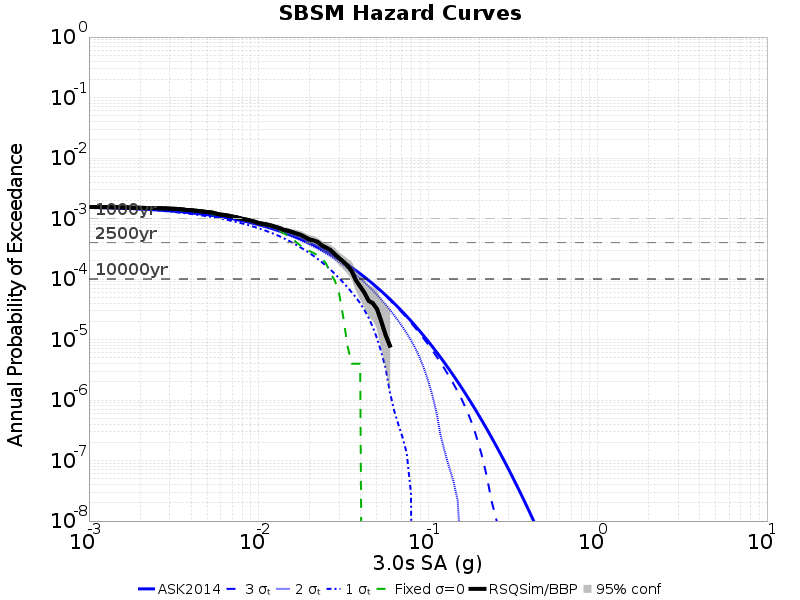 SBSM Hazard Curves
Annual Probability of Exceedance
10^0
10^-1
10^-2
10^-3
10^-4
10^-5
10^-6
10^-7
10^-8
1000yr
2500yr
10000yr
10^-3 10^-2 10^-1 10^0 10^1
3.0s SA (g)
ASK2014 3 σₜ 2 σₜ 1 σₜ Fixed σ=0 RSQSim/BBP 95% conf